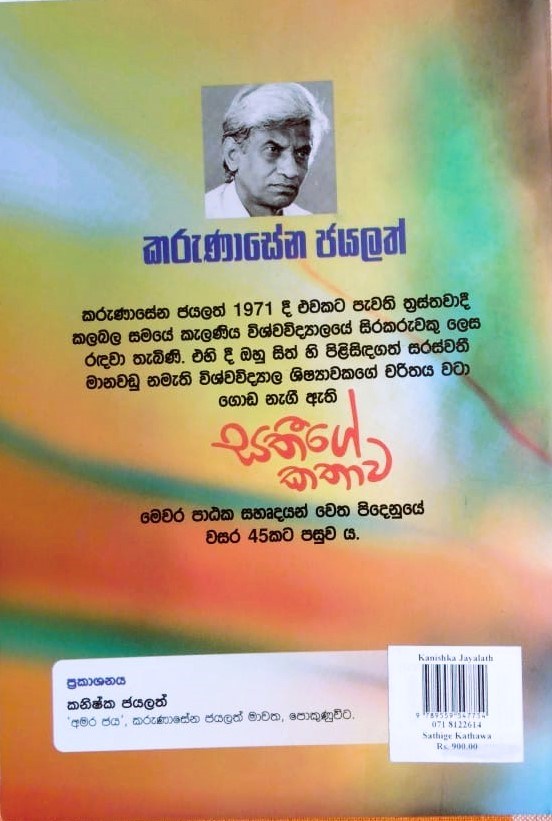 කරුණාසේන ජයලත්
කරුණාසේන ජයලත් 1971 දී එවකට පැවති ත්‍රස්තවාදී
කලබල සමයේ කැලණිය විශ්වවිද්‍යාලයේ සිරකරුවකු ලෙස
රඳවා තැබිණි. එහි දී ඔහු සිත් හි පිළිසිඳගත් සරස්වතී
මානවඩු නමැති විශ්වවිද්‍යාල ශිෂ්‍යාවකගේ චරිතය වටා
ගොඩ නැගී ඇති
සතීගේ
කතාව
මෙවර පාඨක සහෘදයන් වෙත පිදෙනුයේ
වසර 45කට පසුව ය.
ප්‍රකාශනය
කනිෂ්ක ජයලත්
'අමර ජය', කරුණාසේන ජයලත් මාවත, පොකුණුවිට.
Kanishka Jayalath
9 789559 547754
071 8122614
Sathige Kathawa
Rs. 900.00